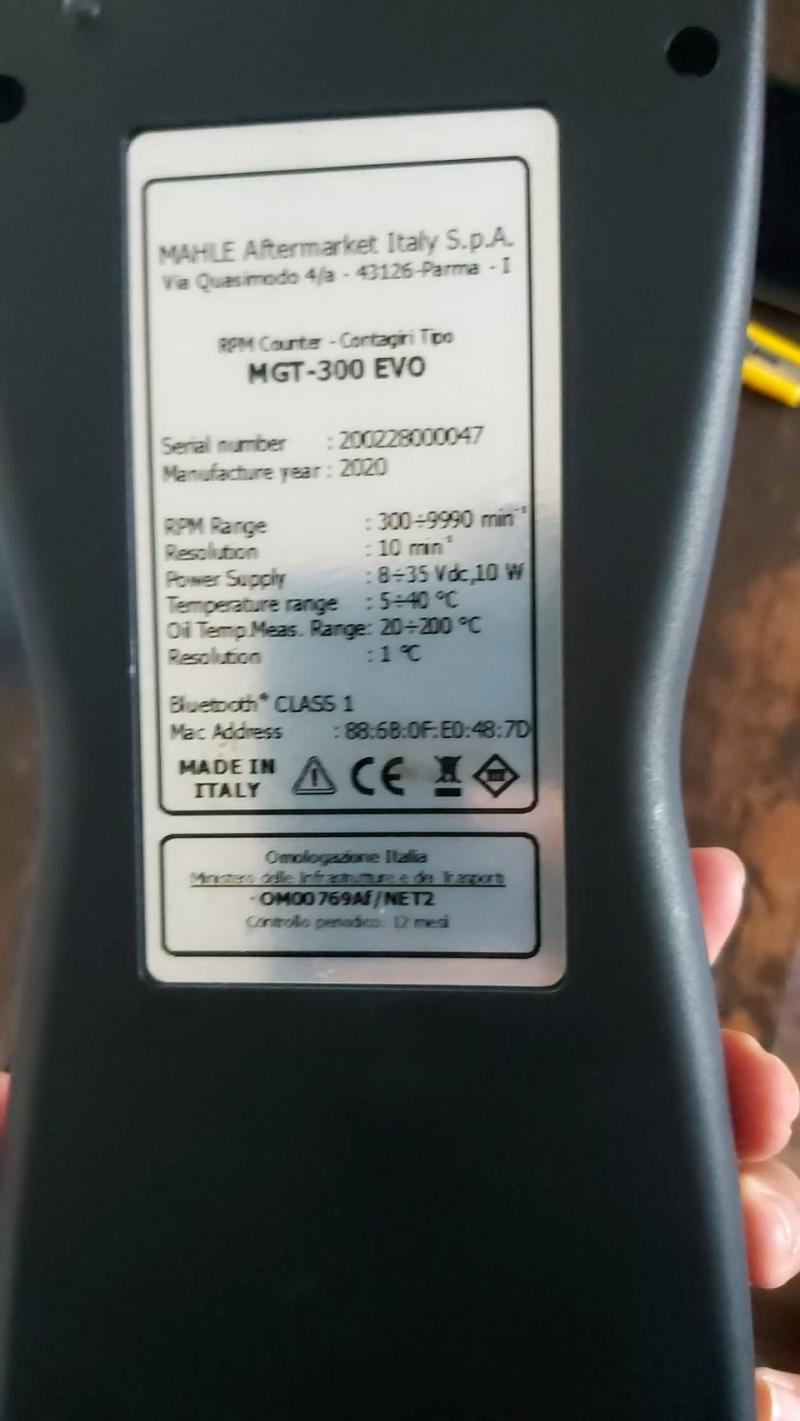 MAHLE Aftermarket Italy S.p.A.
Via Quasimodo 4/a - 43126-Parma - I
RPM Counter - Contagiri Tipo
MGT-300 EVO
Serial number : 200228000047
Manufacture year : 2020
RPM Range : 300÷9990 min⁻¹
Resolution : 10 min⁻¹
Power Supply : 8÷35 Vdc,10 W
Temperature range : 5÷40 °C
Oil Temp.Meas. Range: 20÷200 °C
Resolution : 1 °C
Bluetooth® CLASS 1
Mac Address : 88:6B:0F:E0:48:7D
MADE IN ITALY CE
Omologazione Italia
Ministero delle Infrastrutture e dei Trasporti
OM00769Af/NET2
Controllo periodico: 12 mesi